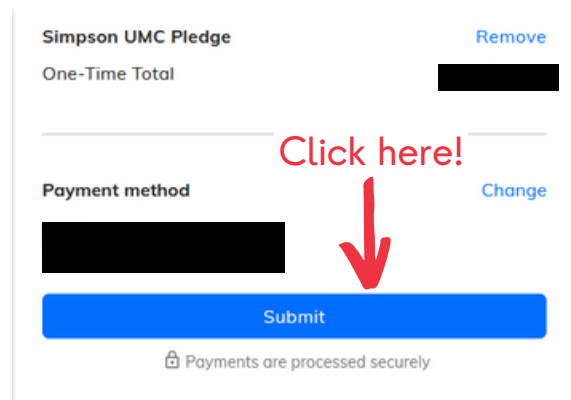 Simpson UMC Pledge Remove
One-Time Total
Click here!
Payment method Change
Submit
Payments are processed securely